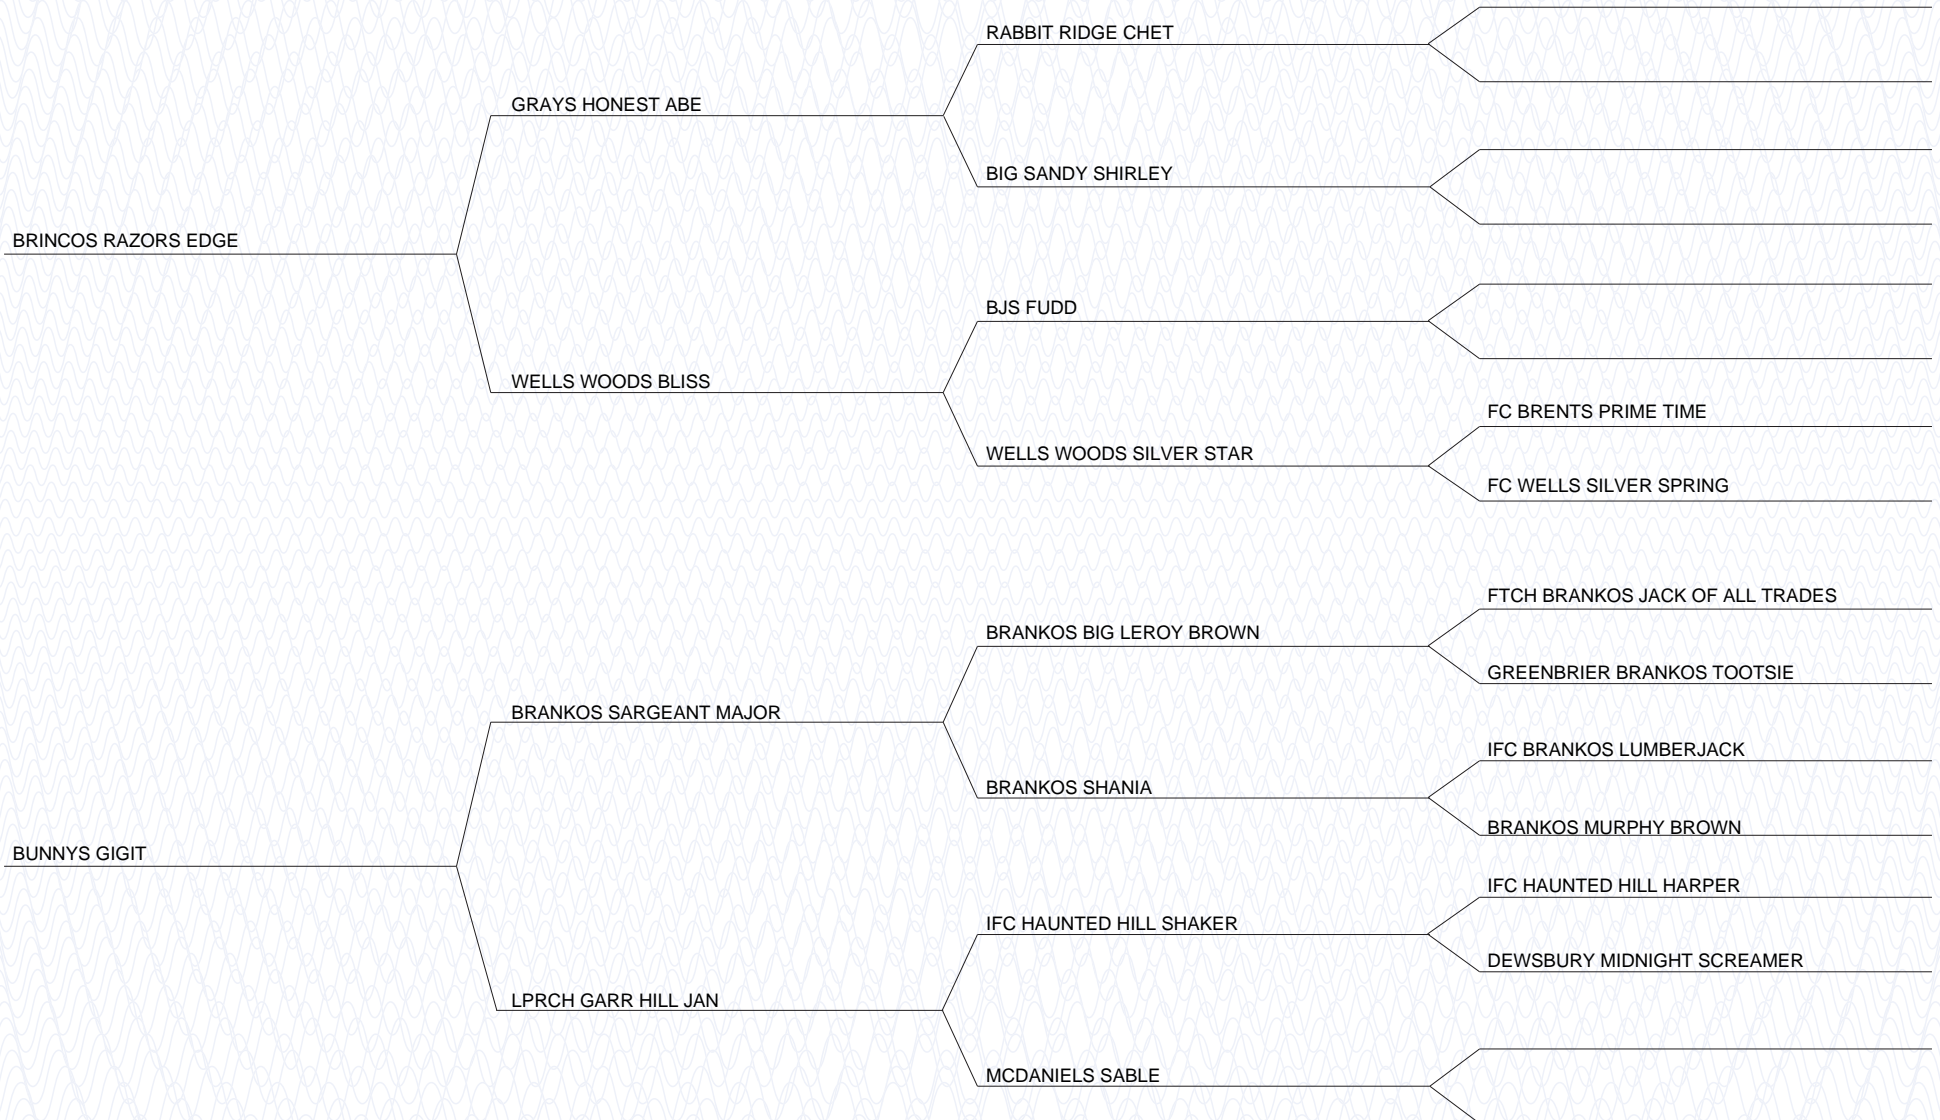 RABBIT RIDGE CHET
GRAYS HONEST ABE
BIG SANDY SHIRLEY
BRINCOS RAZORS EDGE
BJS FUDD
WELLS WOODS BLISS
FC BRENTS PRIME TIME
WELLS WOODS SILVER STAR
FC WELLS SILVER SPRING
FTCH BRANKOS JACK OF ALL TRADES
BRANKOS BIG LEROY BROWN
GREENBRIER BRANKOS TOOTSIE
BRANKOS SARGEANT MAJOR
IFC BRANKOS LUMBERJACK
BRANKOS SHANIA
BRANKOS MURPHY BROWN
BUNNYS GIGIT
IFC HAUNTED HILL HARPER
IFC HAUNTED HILL SHAKER
DEWSBURY MIDNIGHT SCREAMER
LPRCH GARR HILL JAN
MCDANIELS SABLE